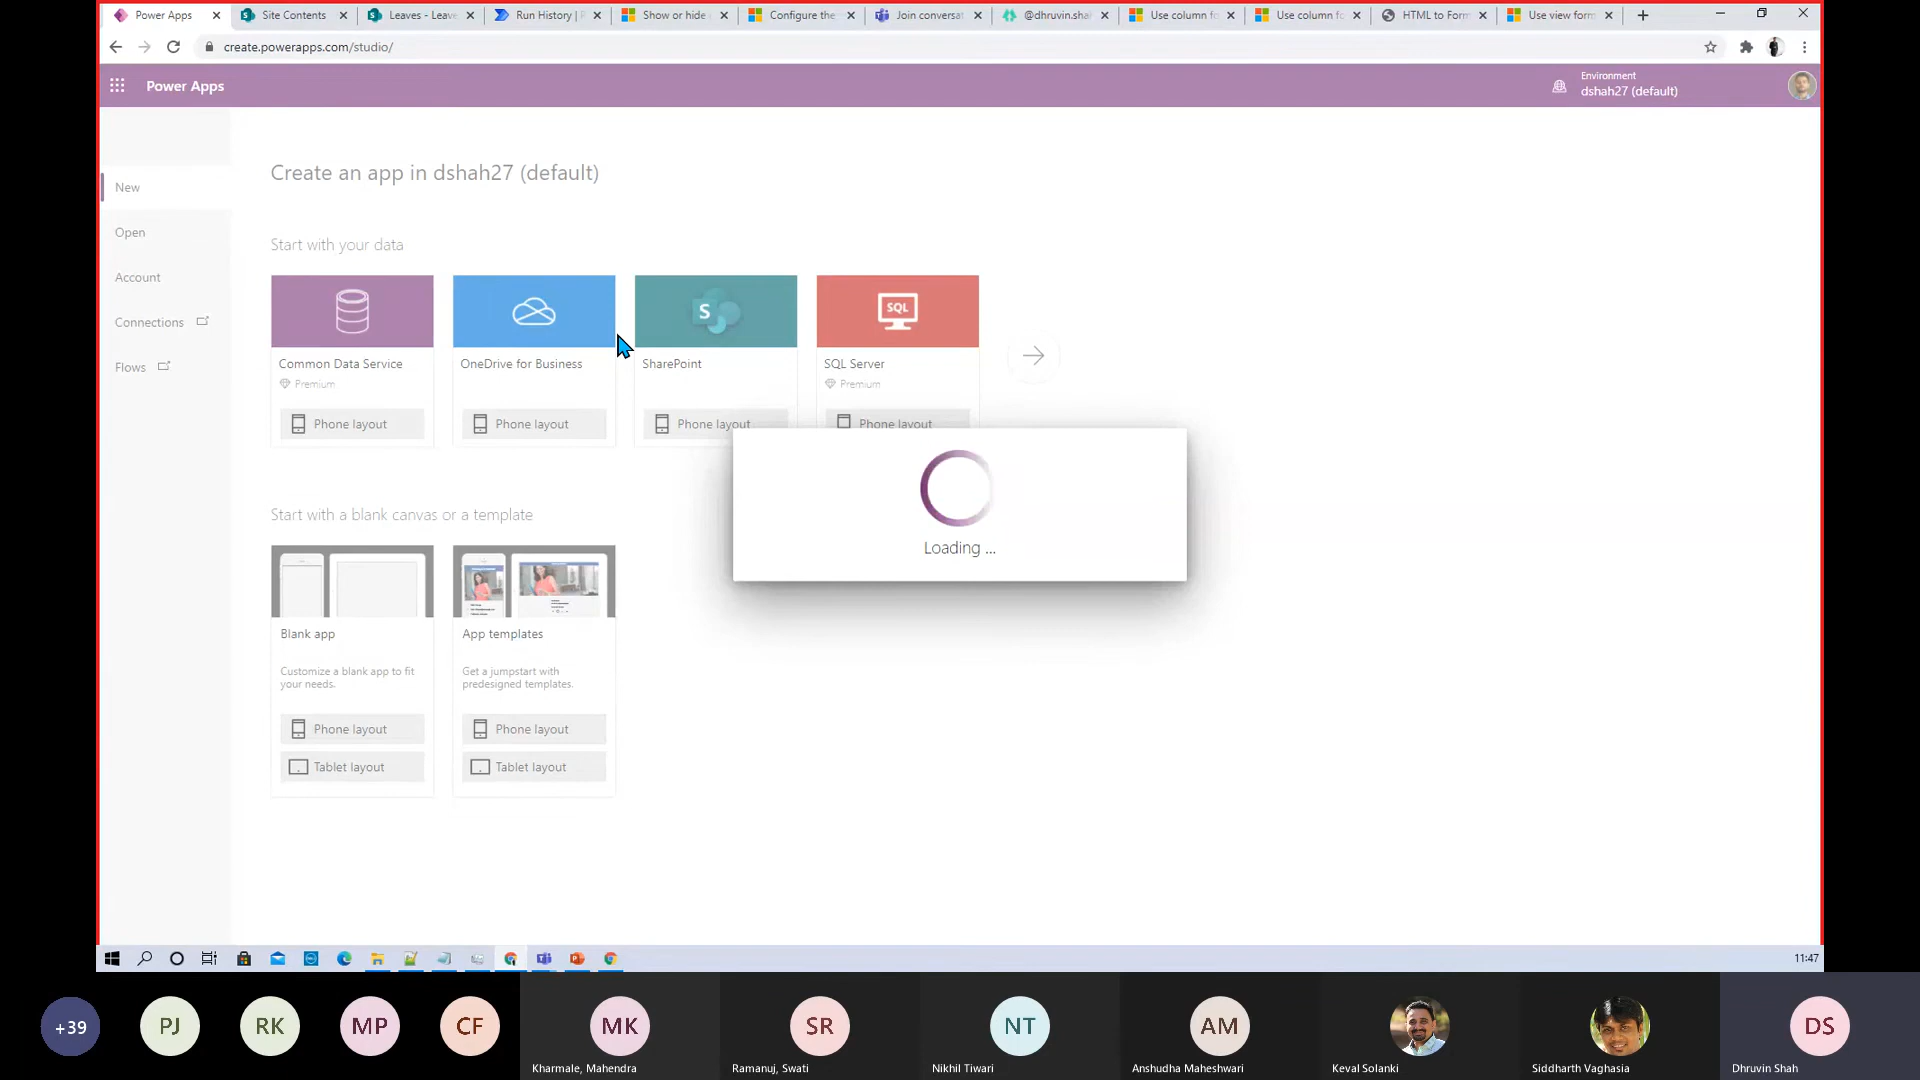 Power Apps
Site Contents
Leaves - Leave
Run History |
Show or hide
Configure the
Join conversat
@dhruvin.sha
Use column fo
Use column fo
HTML to Form
Use view form
create.powerapps.com/studio/
Power Apps
Environment
dshah27 (default)
New
Open
Account
Connections
Flows
Create an app in dshah27 (default)
Start with your data
SQL
Common Data Service
Premium
Phone layout
OneDrive for Business
Phone layout
SharePoint
Phone layout
SQL Server
Premium
Phone layout
Loading ...
Start with a blank canvas or a template
Blank app
Customize a blank app to fit
your needs.
Phone layout
Tablet layout
App templates
Get a jumpstart with
predesigned templates.
Phone layout
Tablet layout
11:47
+39
PJ
RK
MP
CF
MK
Kharmale, Mahendra
SR
Ramanuj, Swati
NT
Nikhil Tiwari
AM
Anshudha Maheshwari
Keval Solanki
Siddharth Vaghasia
DS
Dhruvin Shah